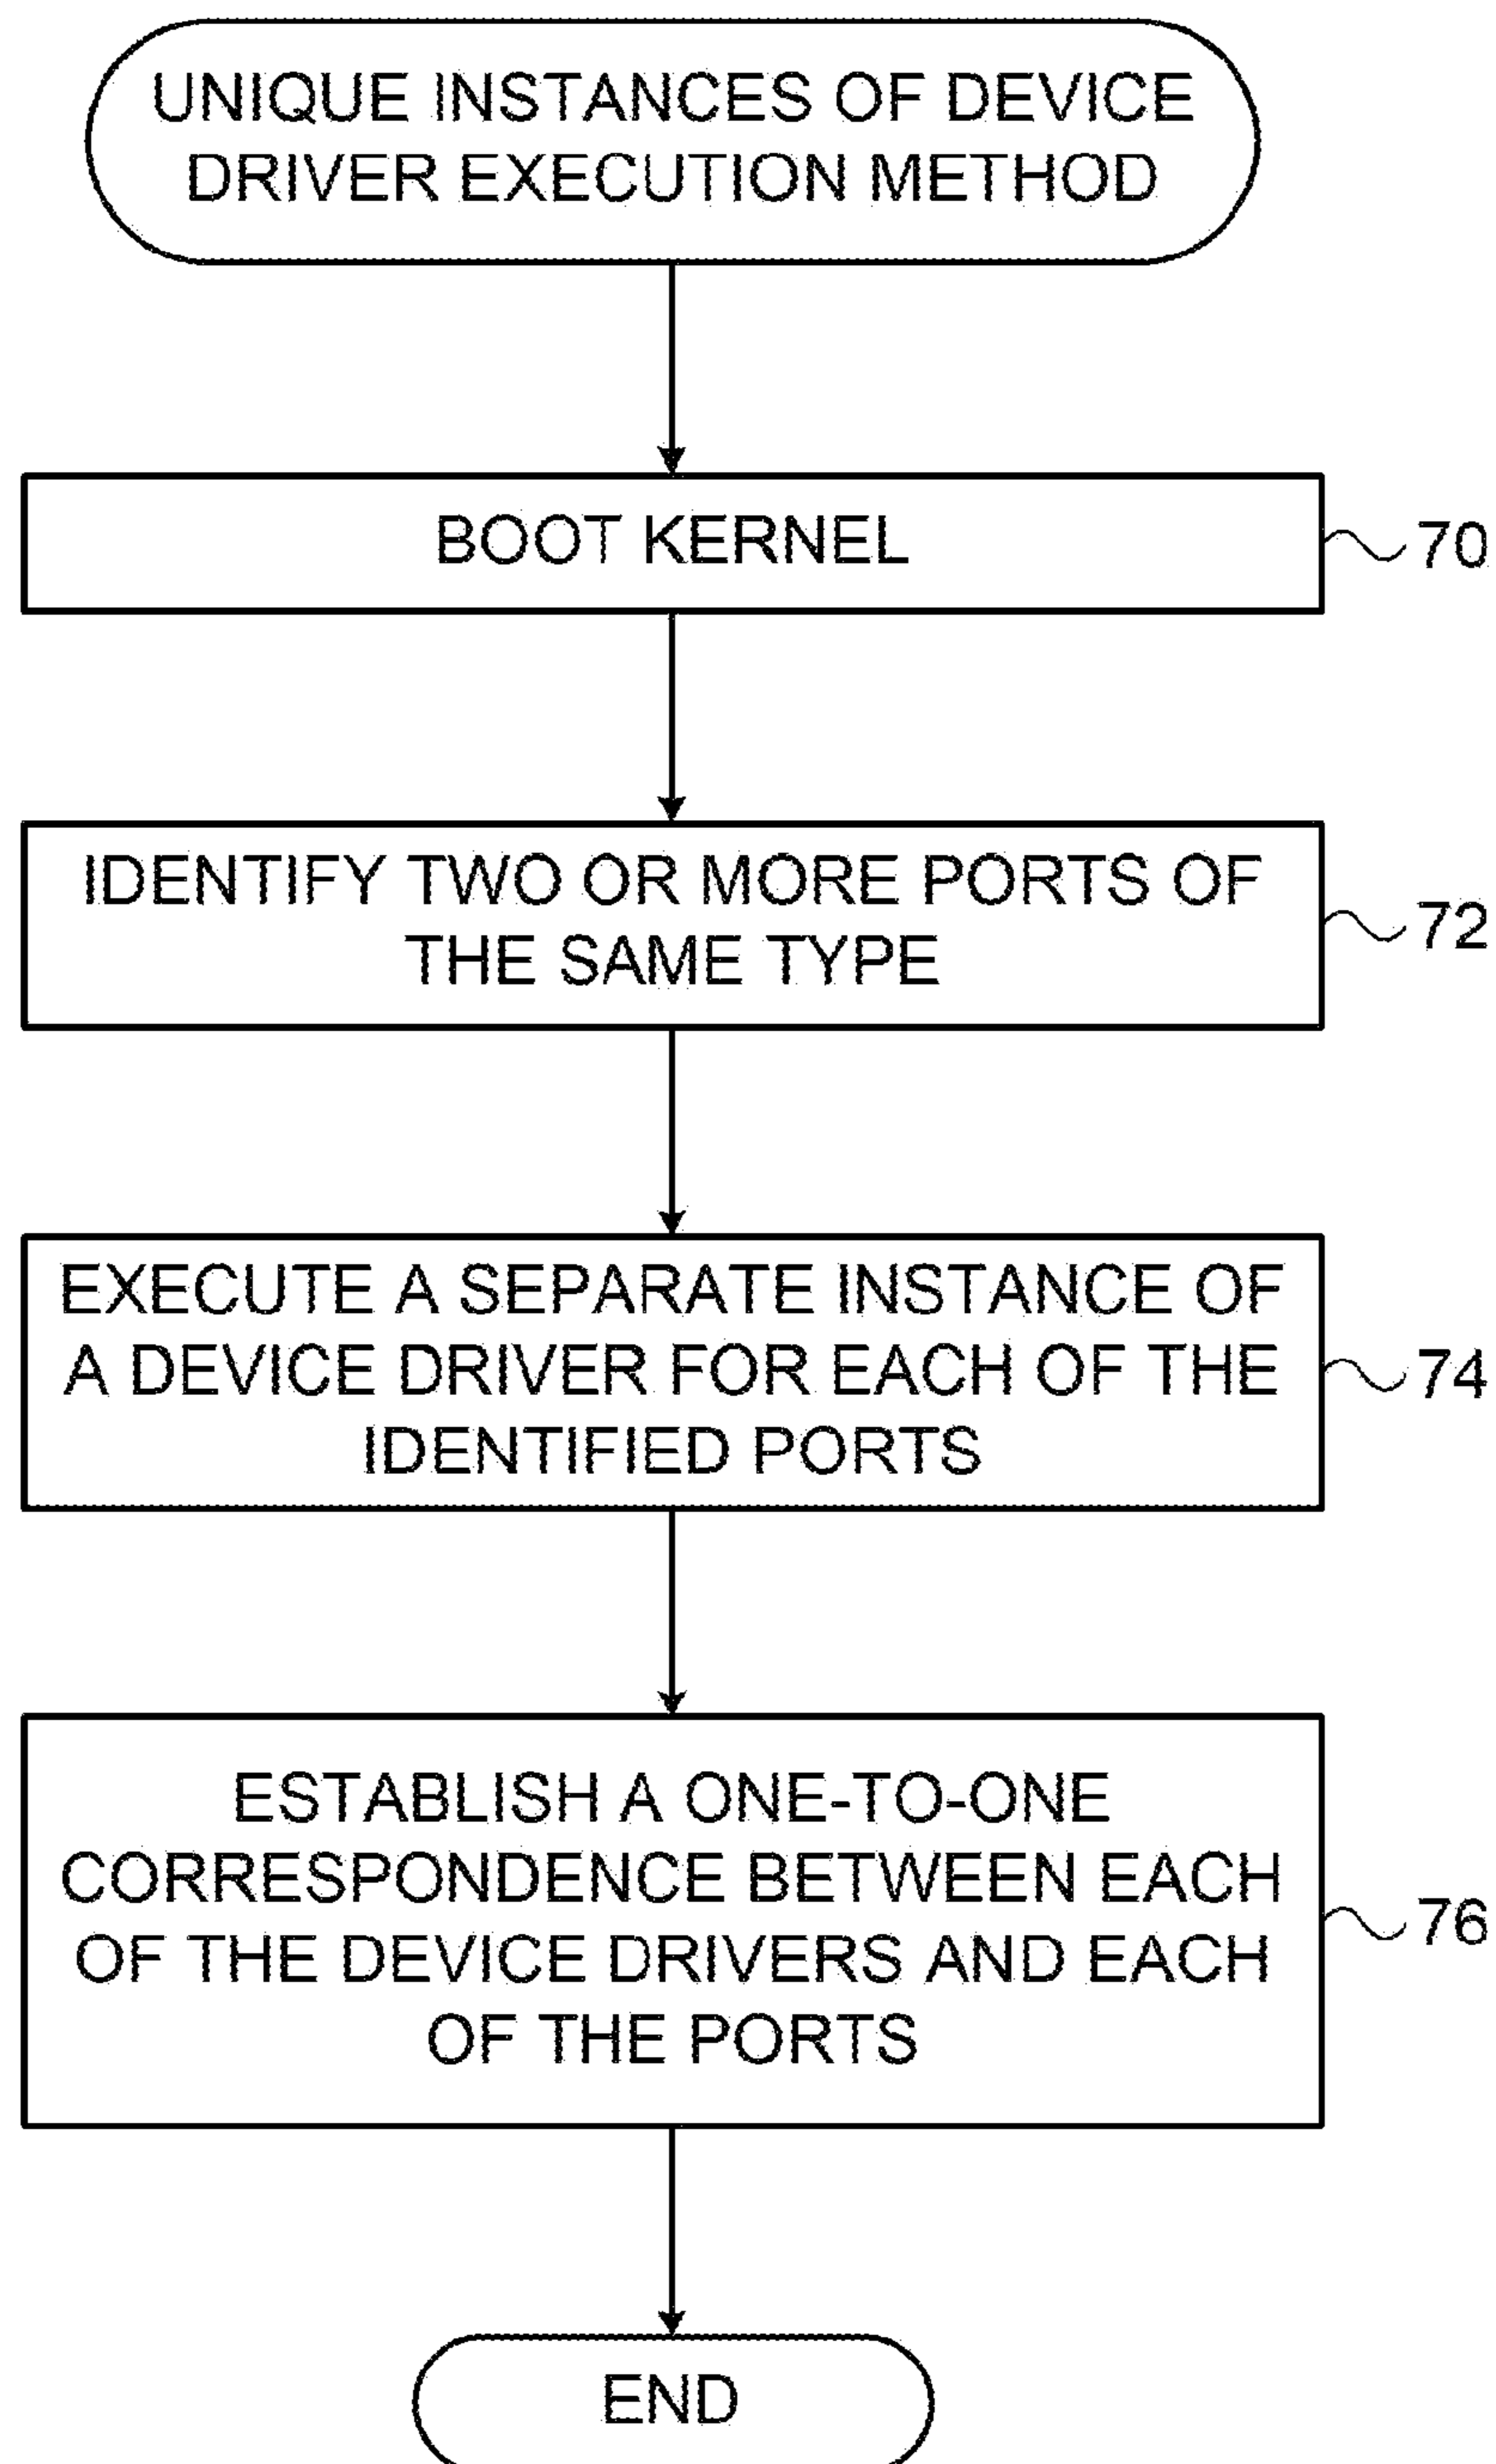 UNIQUE INSTANCES OF DEVICE
DRIVER EXECUTION METHOD
BOOT KERNEL
70
IDENTIFY TWO OR MORE PORTS OF
THE SAME TYPE
72
EXECUTE A SEPARATE INSTANCE OF
A DEVICE DRIVER FOR EACH OF THE
IDENTIFIED PORTS
74
ESTABLISH A ONE-TO-ONE
CORRESPONDENCE BETWEEN EACH
OF THE DEVICE DRIVERS AND EACH
OF THE PORTS
76
END